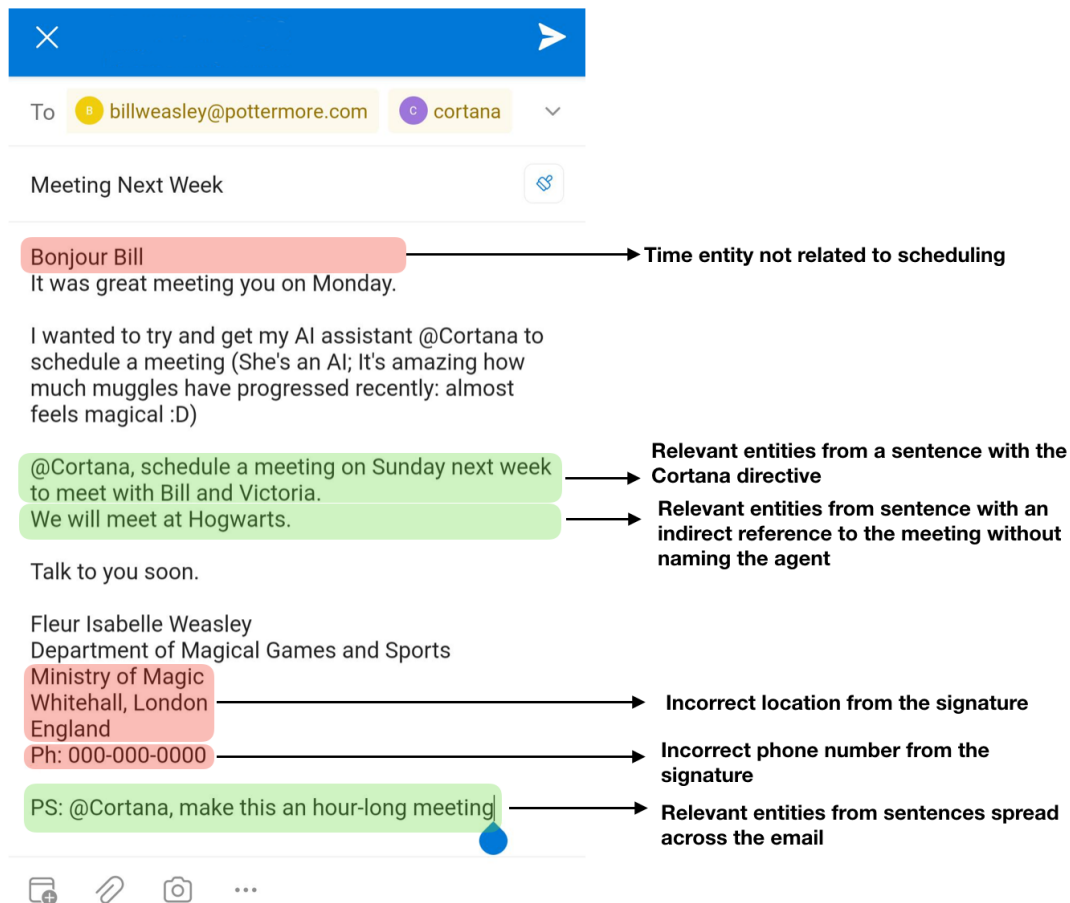 To B billweasley@pottermore.com C cortana
Meeting Next Week
Bonjour Bill
It was great meeting you on Monday.
I wanted to try and get my AI assistant @Cortana to
schedule a meeting (She's an AI; It's amazing how
much muggles have progressed recently: almost
feels magical :D)
@Cortana, schedule a meeting on Sunday next week
to meet with Bill and Victoria.
We will meet at Hogwarts.
Talk to you soon.
Fleur Isabelle Weasley
Department of Magical Games and Sports
Ministry of Magic
Whitehall, London
England
Ph: 000-000-0000
PS: @Cortana, make this an hour-long meeting
Time entity not related to scheduling
Relevant entities from a sentence with the
Cortana directive
Relevant entities from sentence with an
indirect reference to the meeting without
naming the agent
Incorrect location from the signature
Incorrect phone number from the
signature
Relevant entities from sentences spread
across the email